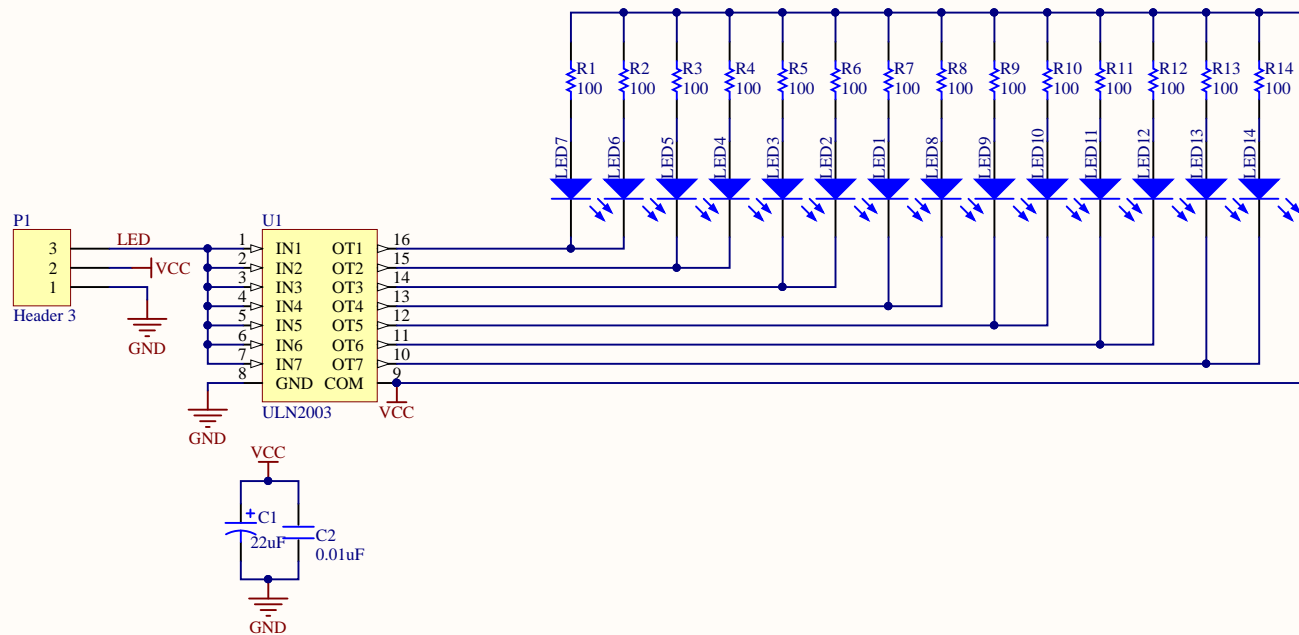 R1 R2 R3 R4 R5 R6 R7 R8 R9 R10 R11 R12 R13 R14
100 100 100 100 100 100 100 100 100 100 100 100 100 100
LED7 LED6 LED5 LED4 LED3 LED2 LED1 LED8 LED9 LED10 LED11 LED12 LED13 LED14
P1
3
2
1
Header 3
LED
VCC
GND
U1
1 IN1 OT1 16
2 IN2 OT2 15
3 IN3 OT3 14
4 IN4 OT4 13
5 IN5 OT5 12
6 IN6 OT6 11
7 IN7 OT7 10
8 GND COM 9
ULN2003
VCC
GND
VCC
+
C1
22uF
C2
0.01uF
GND